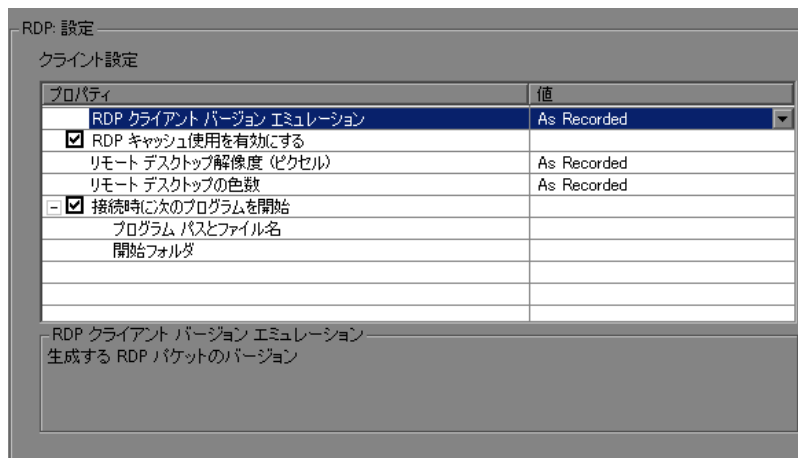 RDP: 設定
クライント設定
プロパティ 値
RDP クライアント バージョン エミュレーション As Recorded
RDP キャッシュ使用を有効にする
リモート デスクトップ解像度 (ピクセル) As Recorded
リモート デスクトップの色数 As Recorded
接続時に次のプログラムを開始
プログラム パスとファイル名
開始フォルダ
RDP クライアント バージョン エミュレーション
生成する RDP パケットのバージョン